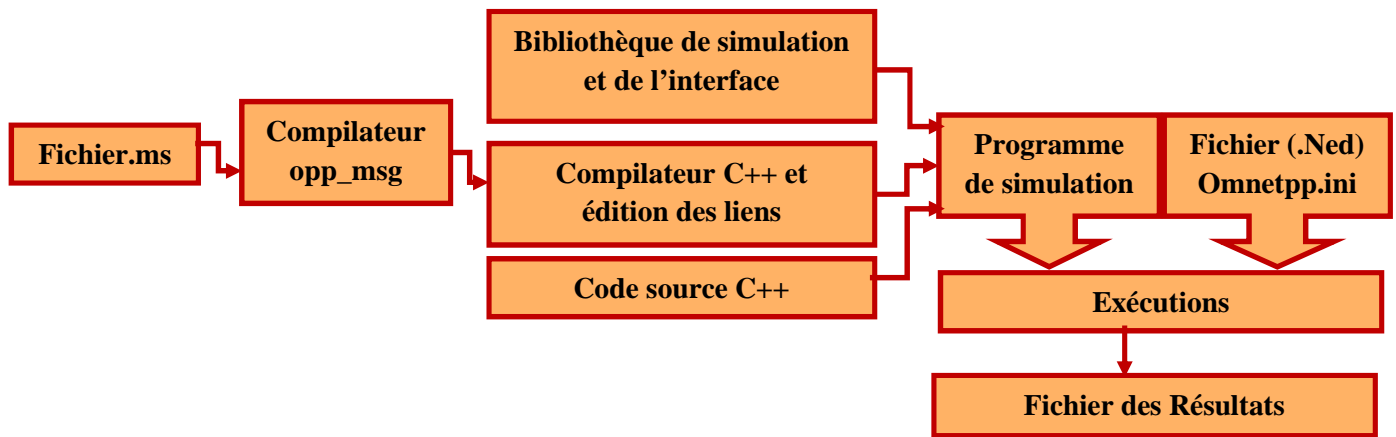 Fichier.ms
Compilateur
opp_msg
Bibliothèque de simulation
et de l’interface
Compilateur C++ et
édition des liens
Code source C++
Programme
de simulation
Fichier (.Ned)
Omnetpp.ini
Exécutions
Fichier des Résultats